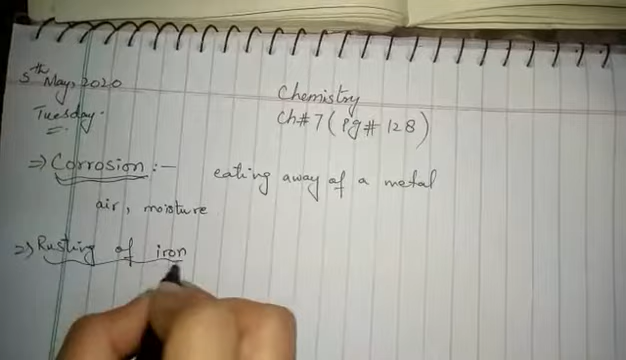 5th May, 2020
Tuesday.
Chemistry
Ch#7 (Pg# 128)
=> Corrosion :- eating away of a metal
air, moisture
=> Rusting of iron